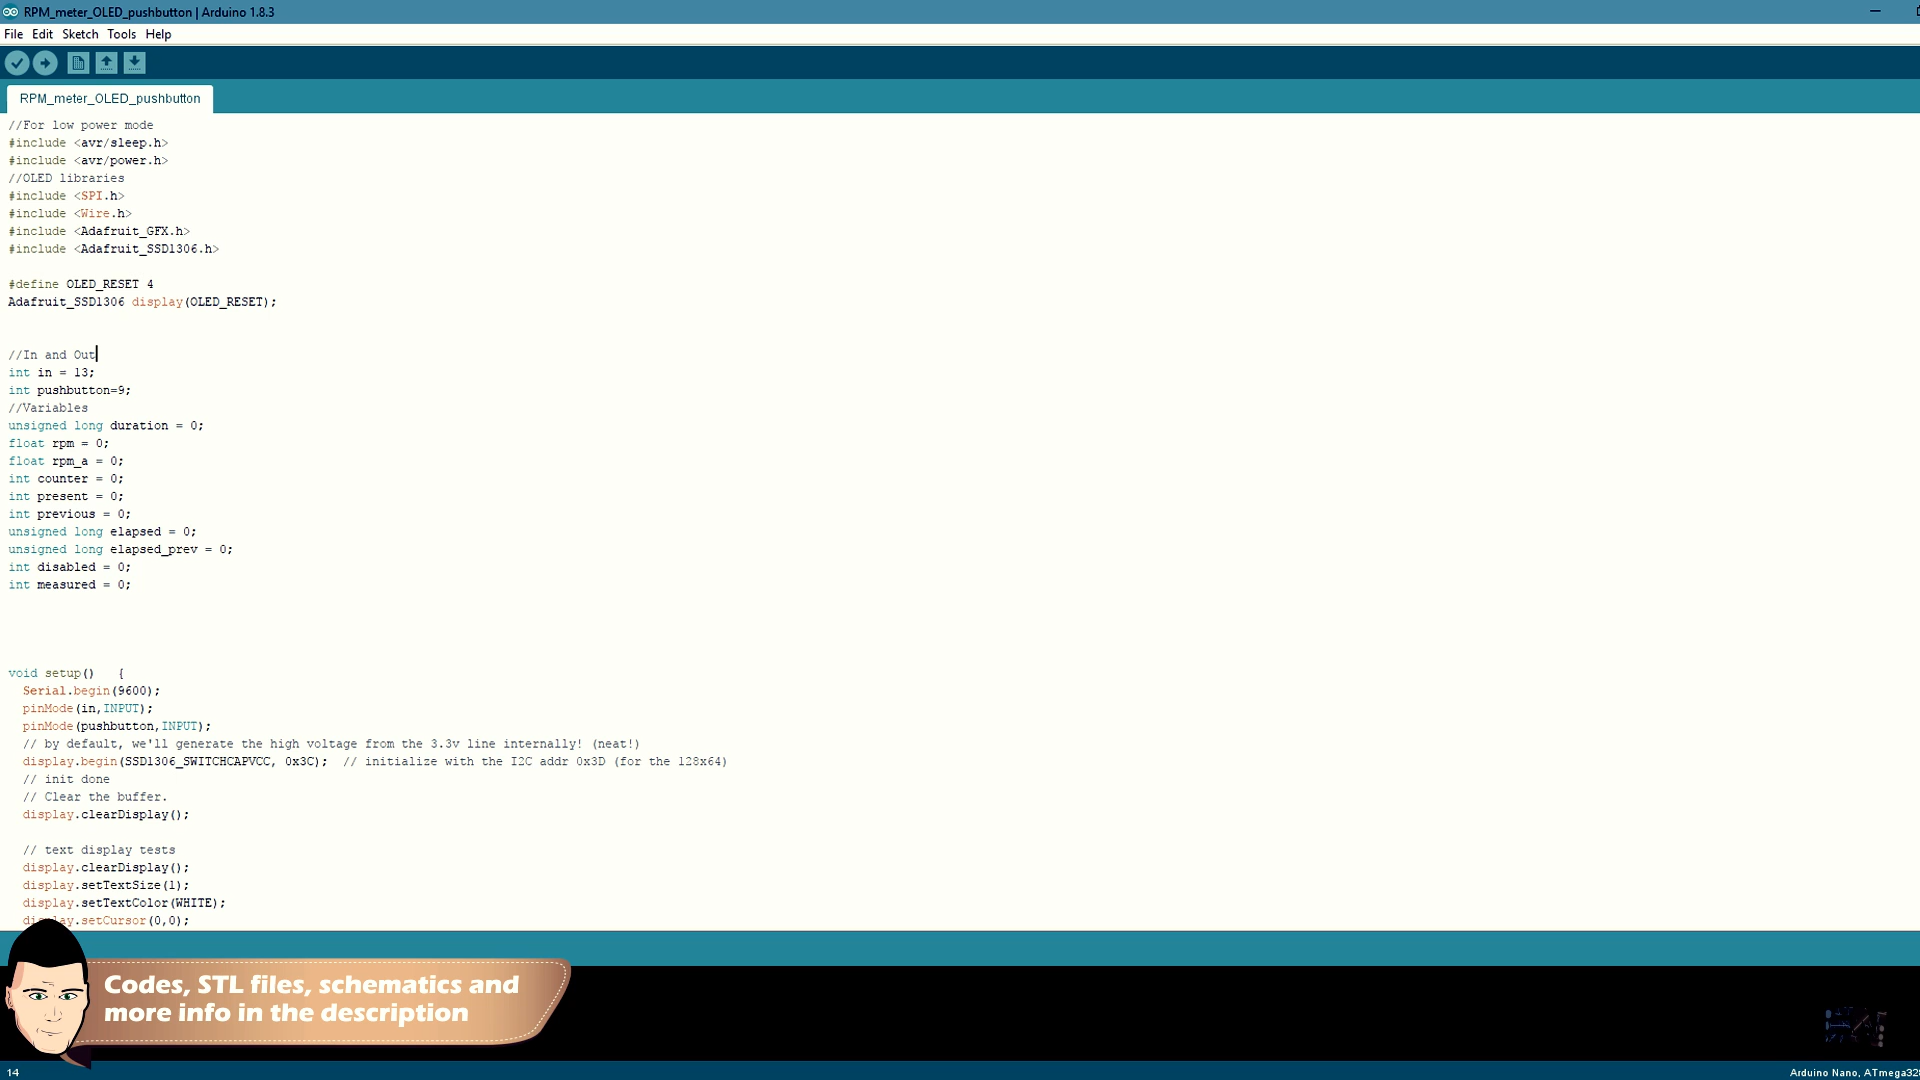 RPM_meter_OLED_pushbutton | Arduino 1.8.3
File Edit Sketch Tools Help
RPM_meter_OLED_pushbutton
//For low power mode
#include <avr/sleep.h>
#include <avr/power.h>
//OLED libraries
#include <SPI.h>
#include <Wire.h>
#include <Adafruit_GFX.h>
#include <Adafruit_SSD1306.h>
#define OLED_RESET 4
Adafruit_SSD1306 display(OLED_RESET);
//In and Out
int in = 13;
int pushbutton=9;
//Variables
unsigned long duration = 0;
float rpm = 0;
float rpm_a = 0;
int counter = 0;
int present = 0;
int previous = 0;
unsigned long elapsed = 0;
unsigned long elapsed_prev = 0;
int disabled = 0;
int measured = 0;
void setup()   {
  Serial.begin(9600);
  pinMode(in,INPUT);
  pinMode(pushbutton,INPUT);
  // by default, we'll generate the high voltage from the 3.3v line internally! (neat!)
  display.begin(SSD1306_SWITCHCAPVCC, 0x3C);  // initialize with the I2C addr 0x3D (for the 128x64)
  // init done
  // Clear the buffer.
  display.clearDisplay();
  // text display tests
  display.clearDisplay();
  display.setTextSize(1);
  display.setTextColor(WHITE);
  display.setCursor(0,0);
Codes, STL files, schematics and
more info in the description
14
Arduino Nano, ATmega328